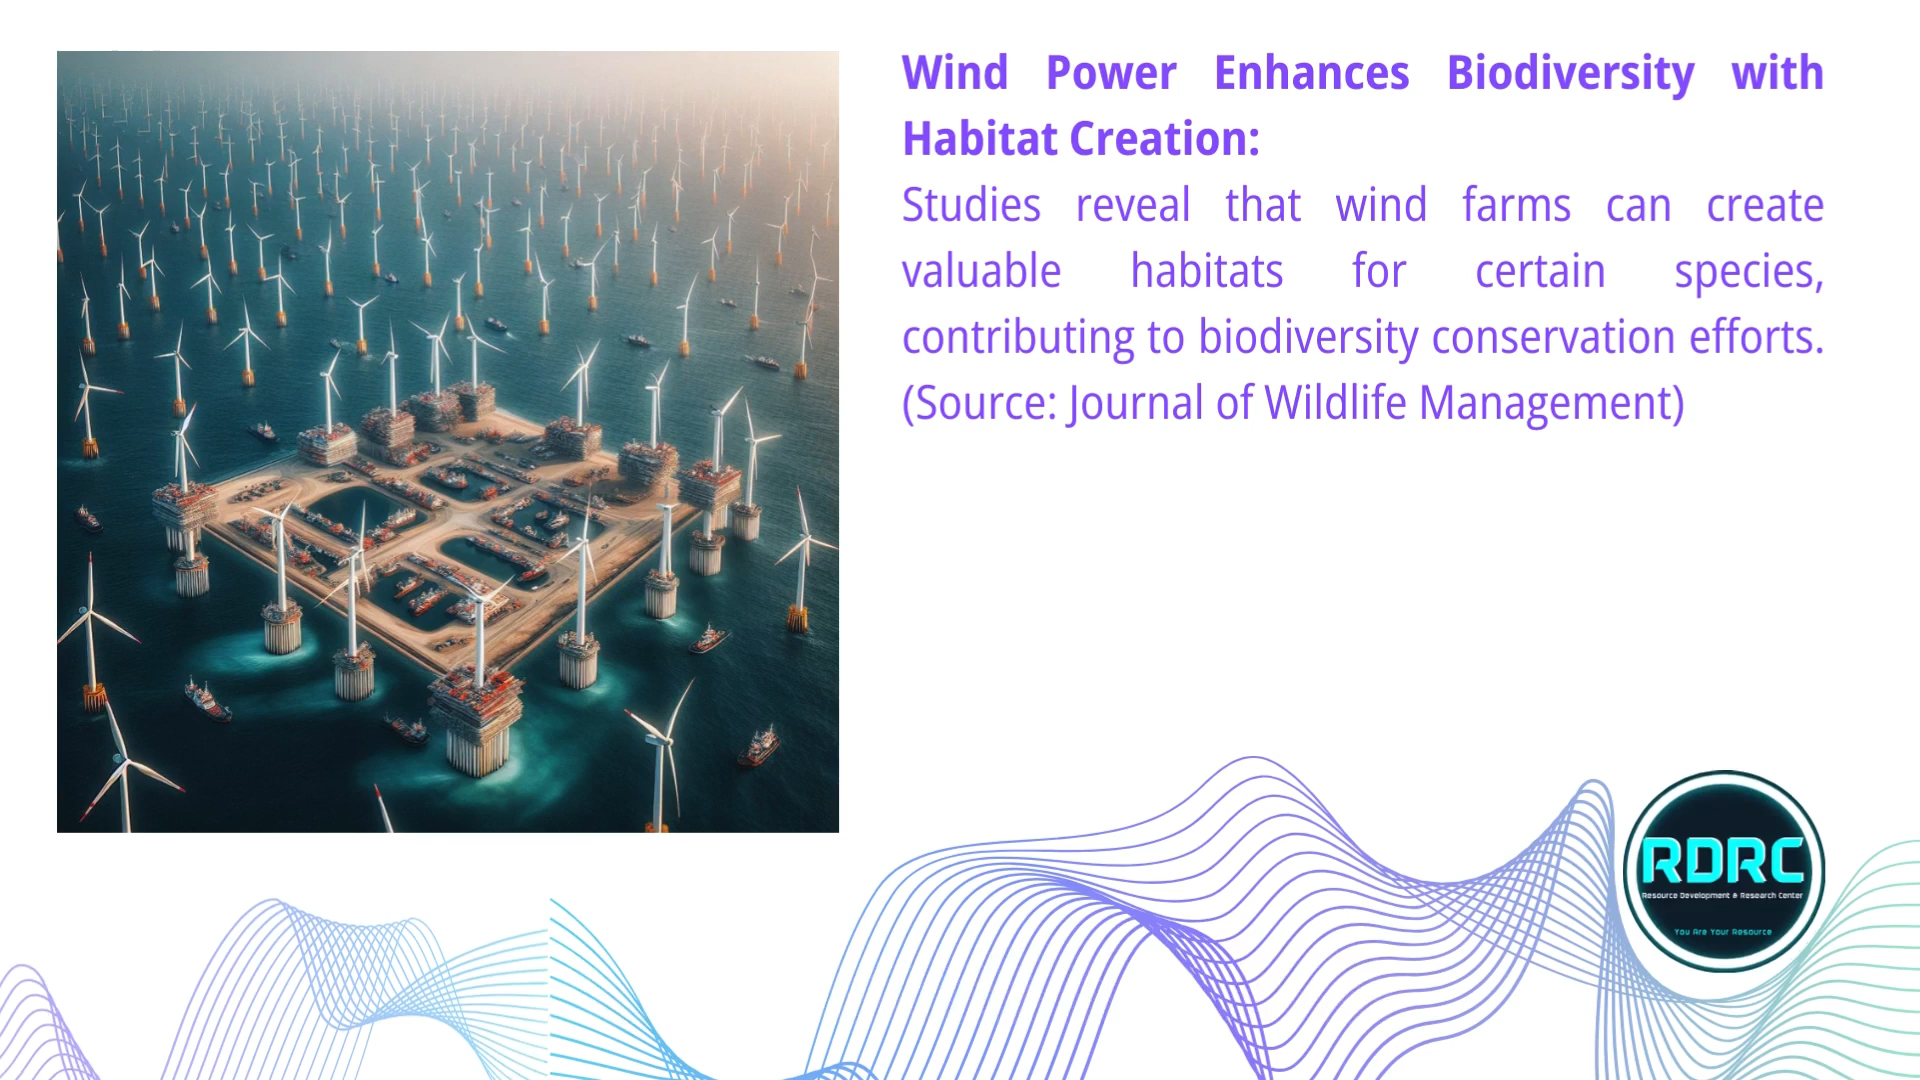 Wind Power Enhances Biodiversity with
Habitat Creation:
Studies reveal that wind farms can create
valuable habitats for certain species,
contributing to biodiversity conservation efforts.
(Source: Journal of Wildlife Management)
RDRC
Resource Development & Research Center
You Are Your Resource